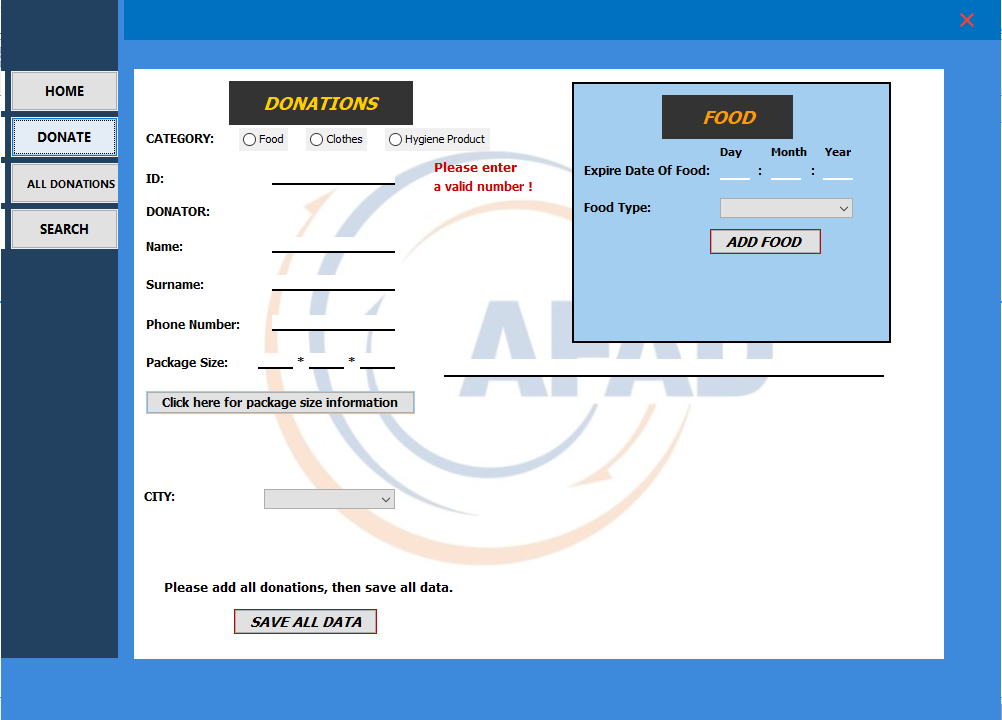 HOME
DONATE
ALL DONATIONS
SEARCH
DONATIONS
CATEGORY: Food Clothes Hygiene Product
ID:
Please enter
a valid number !
DONATOR:
Name:
Surname:
Phone Number:
Package Size: * *
Click here for package size information
CITY:
Please add all donations, then save all data.
SAVE ALL DATA
FOOD
Day Month Year
Expire Date Of Food: : :
Food Type:
ADD FOOD
AFAD